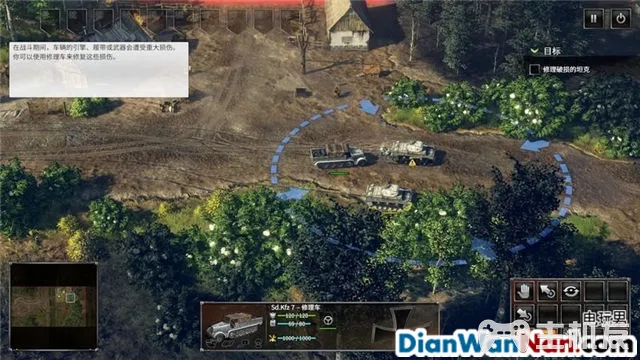 在战斗期间，车辆的引擎、履带或武器会遭受重大损伤。
你可以使用修理车来修复这些损伤。
目标
修理破损的坦克
Sd.Kfz 7 - 修理车
120 / 120
1000 / 1000
电玩男
DianWanNan.com